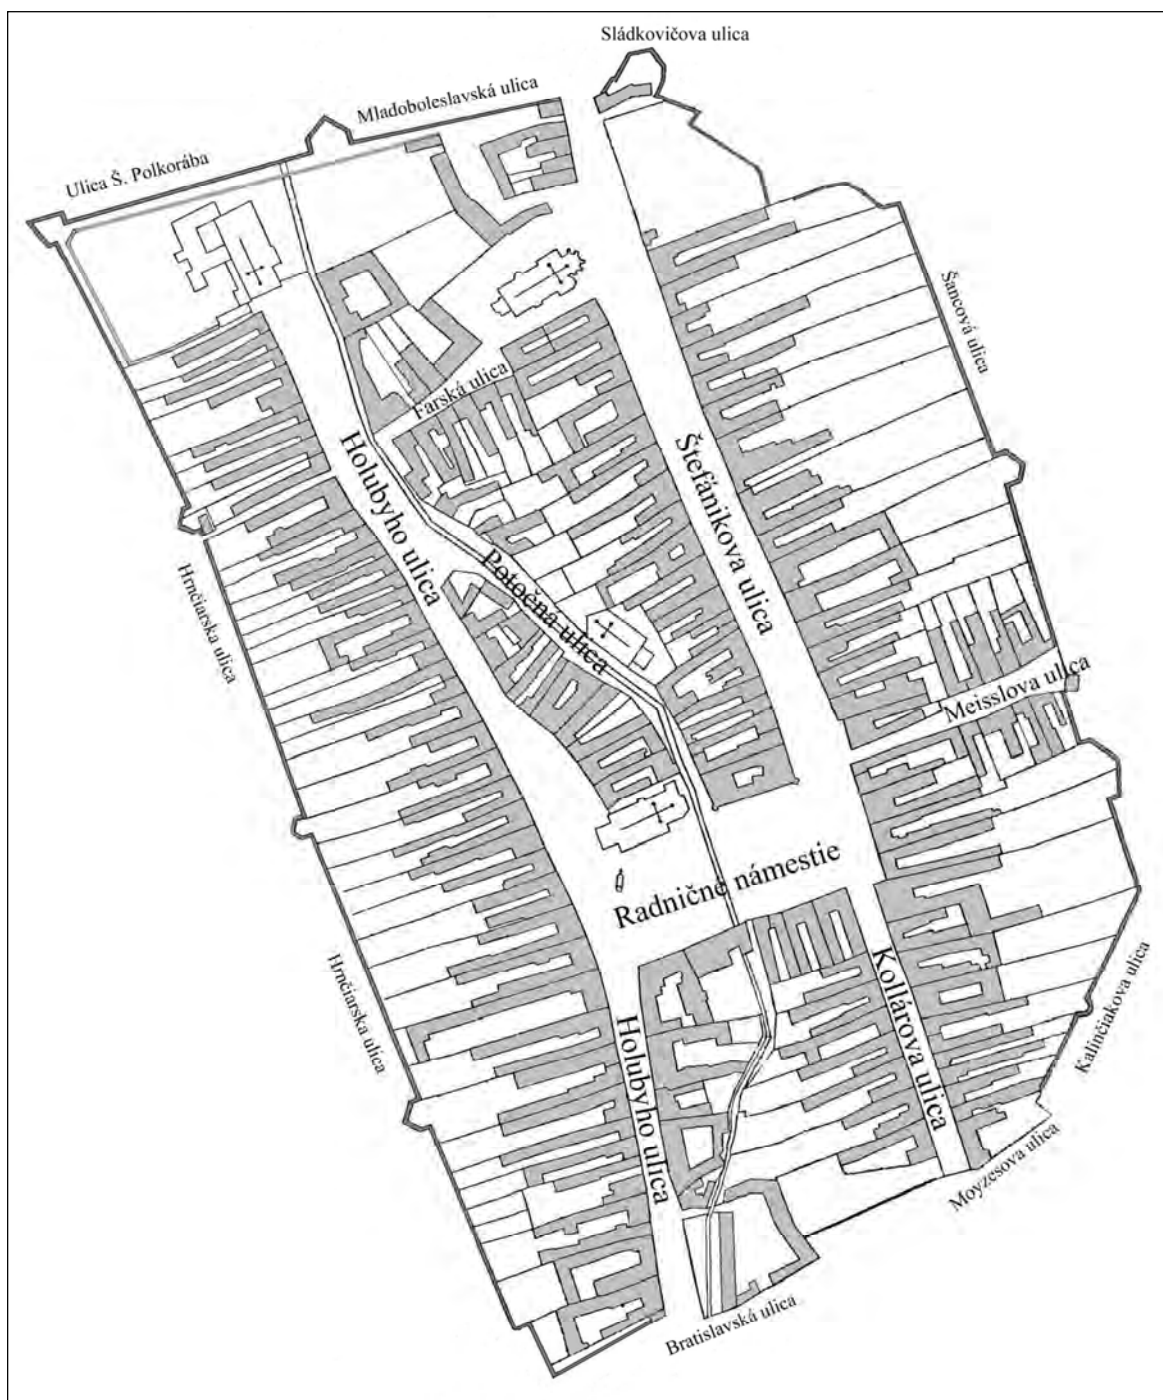 Sládkovičova ulica
Mladoboleslavská ulica
Ulica Š. Polkorába
Šancová ulica
Farská ulica
Holubyho ulica
Štefánikova ulica
Potočná ulica
Hrnčiarska ulica
Meisslova ulica
Radničné námestie
Hrnčiarska ulica
Kollárova ulica
Kalinčiakova ulica
Holubyho ulica
Moyzesova ulica
Bratislavská ulica